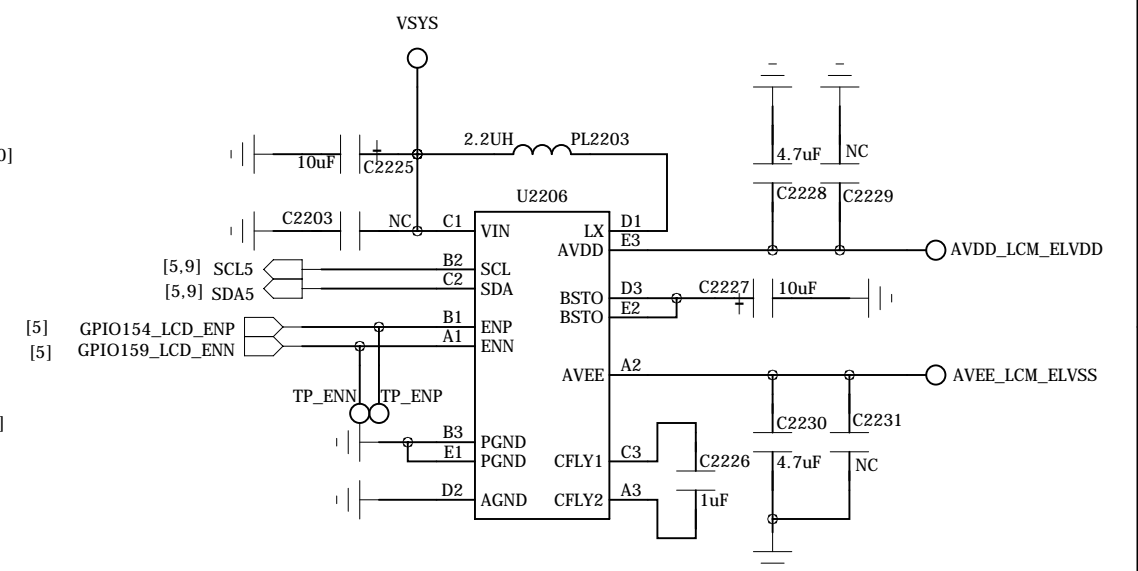 VSYS
0]
2.2UH PL2203
10uF C2225
4.7uF NC
C2228 C2229
U2206
C2203 NC C1 VIN LX D1
AVDD E3 AVDD_LCM_ELVDD
[5,9] SCL5 B2 SCL
[5,9] SDA5 C2 SDA
BSTO D3 C2227 10uF
BSTO E2
[5] GPIO154_LCD_ENP B1 ENP
[5] GPIO159_LCD_ENN A1 ENN
AVEE A2 AVEE_LCM_ELVSS
TP_ENN TP_ENP
]
C2230 C2231
4.7uF NC
B3 PGND
E1 PGND CFLY1 C3 C2226
D2 AGND CFLY2 A3 1uF